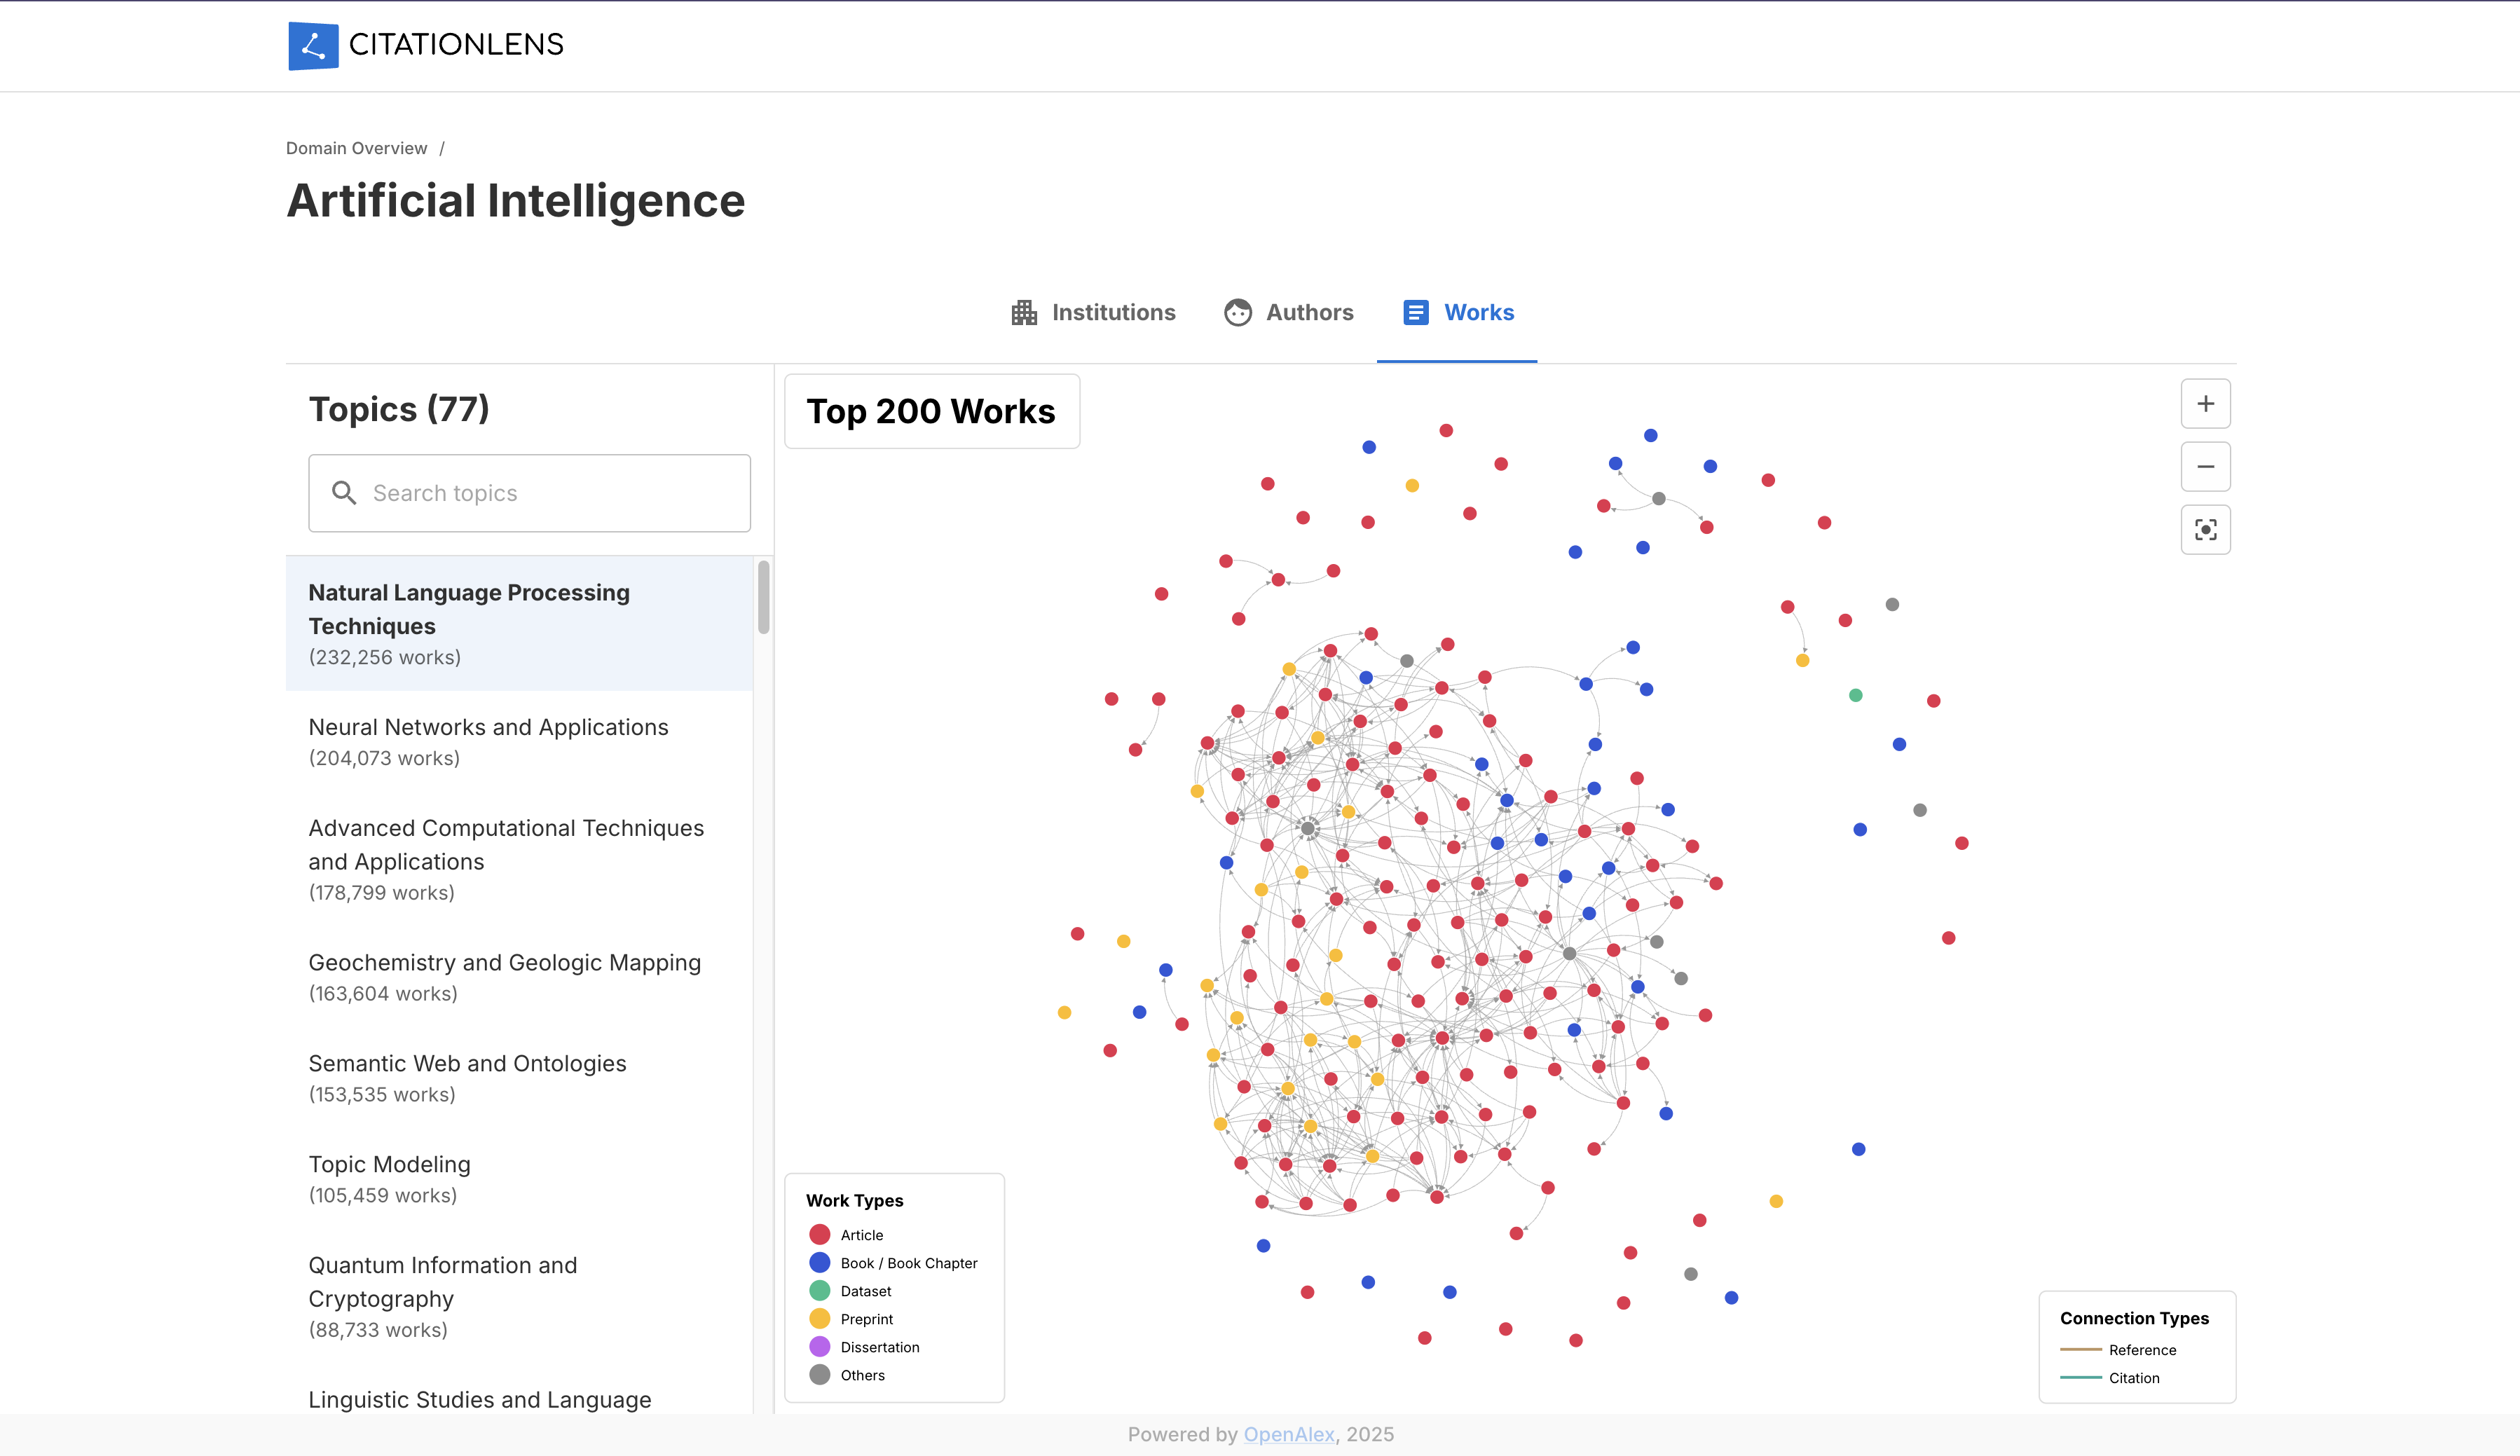 CITATIONLENS
Domain Overview /
Artificial Intelligence
Institutions
Authors
Works
Topics (77)
Search topics
Natural Language Processing
Techniques
(232,256 works)
Neural Networks and Applications
(204,073 works)
Advanced Computational Techniques
and Applications
(178,799 works)
Geochemistry and Geologic Mapping
(163,604 works)
Semantic Web and Ontologies
(153,535 works)
Topic Modeling
(105,459 works)
Quantum Information and
Cryptography
(88,733 works)
Linguistic Studies and Language
Top 200 Works
Work Types
Article
Book / Book Chapter
Dataset
Preprint
Dissertation
Others
Connection Types
Reference
Citation
Powered by OpenAlex, 2025